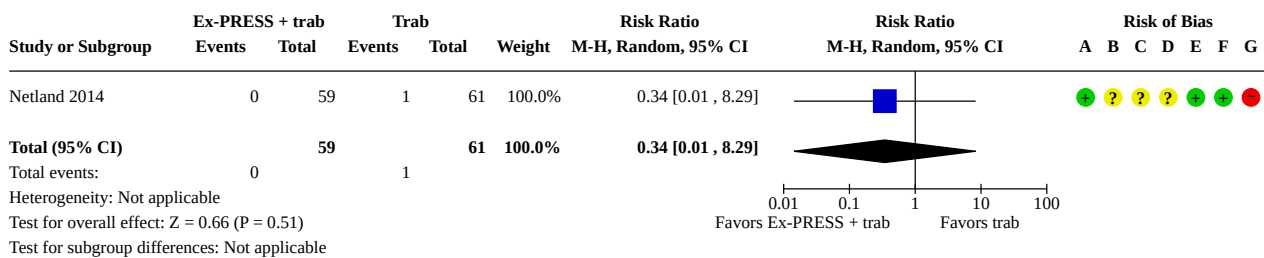 Ex-PRESS + trab Trab Risk Ratio Risk Ratio Risk of Bias
Study or Subgroup Events Total Events Total Weight M-H, Random, 95% CI M-H, Random, 95% CI A B C D E F G
Netland 2014 0 59 1 61 100.0% 0.34 [0.01 , 8.29] + ? ? ? + + −
Total (95% CI) 59 61 100.0% 0.34 [0.01 , 8.29]
Total events: 0 1
Heterogeneity: Not applicable 0.01 0.1 1 10 100
Test for overall effect: Z = 0.66 (P = 0.51) Favors Ex-PRESS + trab Favors trab
Test for subgroup differences: Not applicable